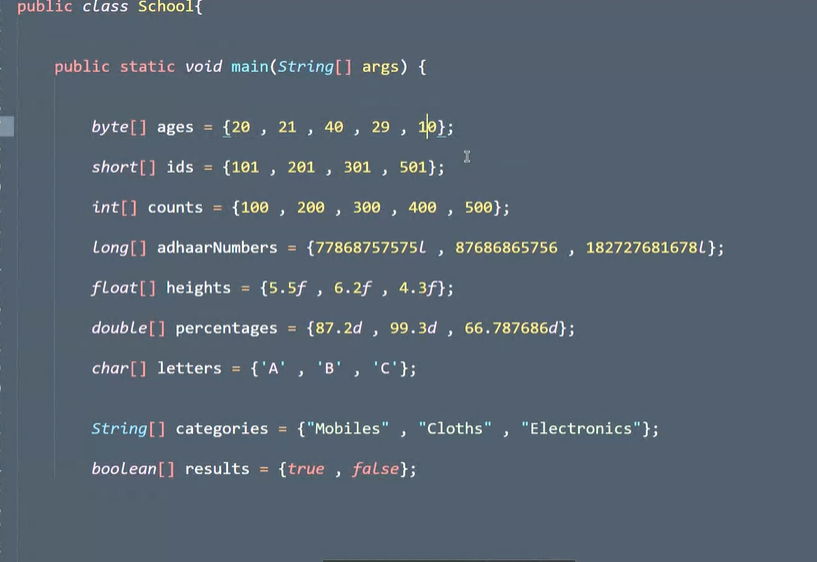 public class School{
public static void main(String[] args) {
byte[] ages = {20 , 21 , 40 , 29 , 10};
short[] ids = {101 , 201 , 301 , 501};
int[] counts = {100 , 200 , 300 , 400 , 500};
long[] adhaarNumbers = {77868757575l , 87686865756 , 182727681678l};
float[] heights = {5.5f , 6.2f , 4.3f};
double[] percentages = {87.2d , 99.3d , 66.787686d};
char[] letters = {'A' , 'B' , 'C'};
String[] categories = {"Mobiles" , "Cloths" , "Electronics"};
boolean[] results = {true , false};